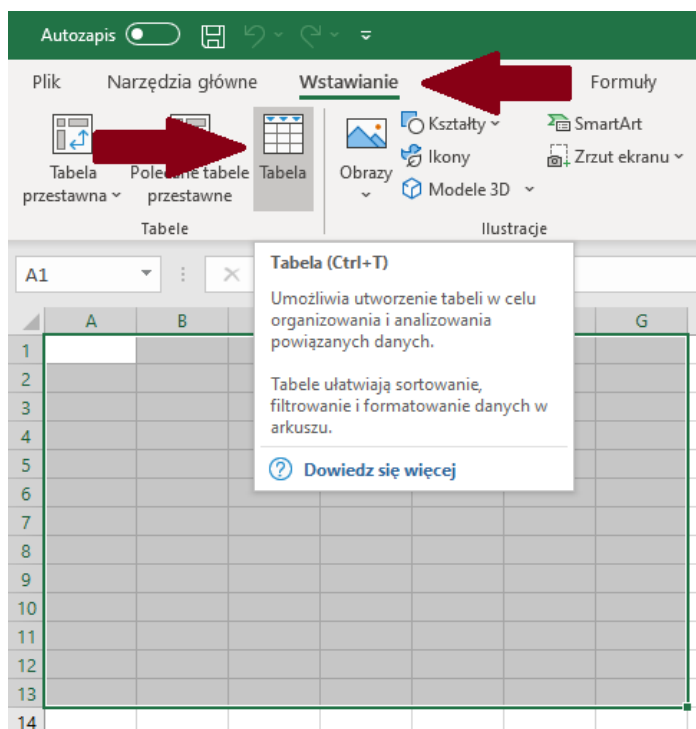 Autozapis
Plik Narzędzia główne Wstawianie Formuły
Tabela przestawna
Polecane tabele przestawne
Tabela
Obrazy
Kształty
Ikony
Modele 3D
SmartArt
Zrzut ekranu
Tabele
Ilustracje
A1
Tabela (Ctrl+T)
Umożliwia utworzenie tabeli w celu
organizowania i analizowania
powiązanych danych.
Tabele ułatwiają sortowanie,
filtrowanie i formatowanie danych w
arkuszu.
Dowiedz się więcej
A B G
1
2
3
4
5
6
7
8
9
10
11
12
13
14